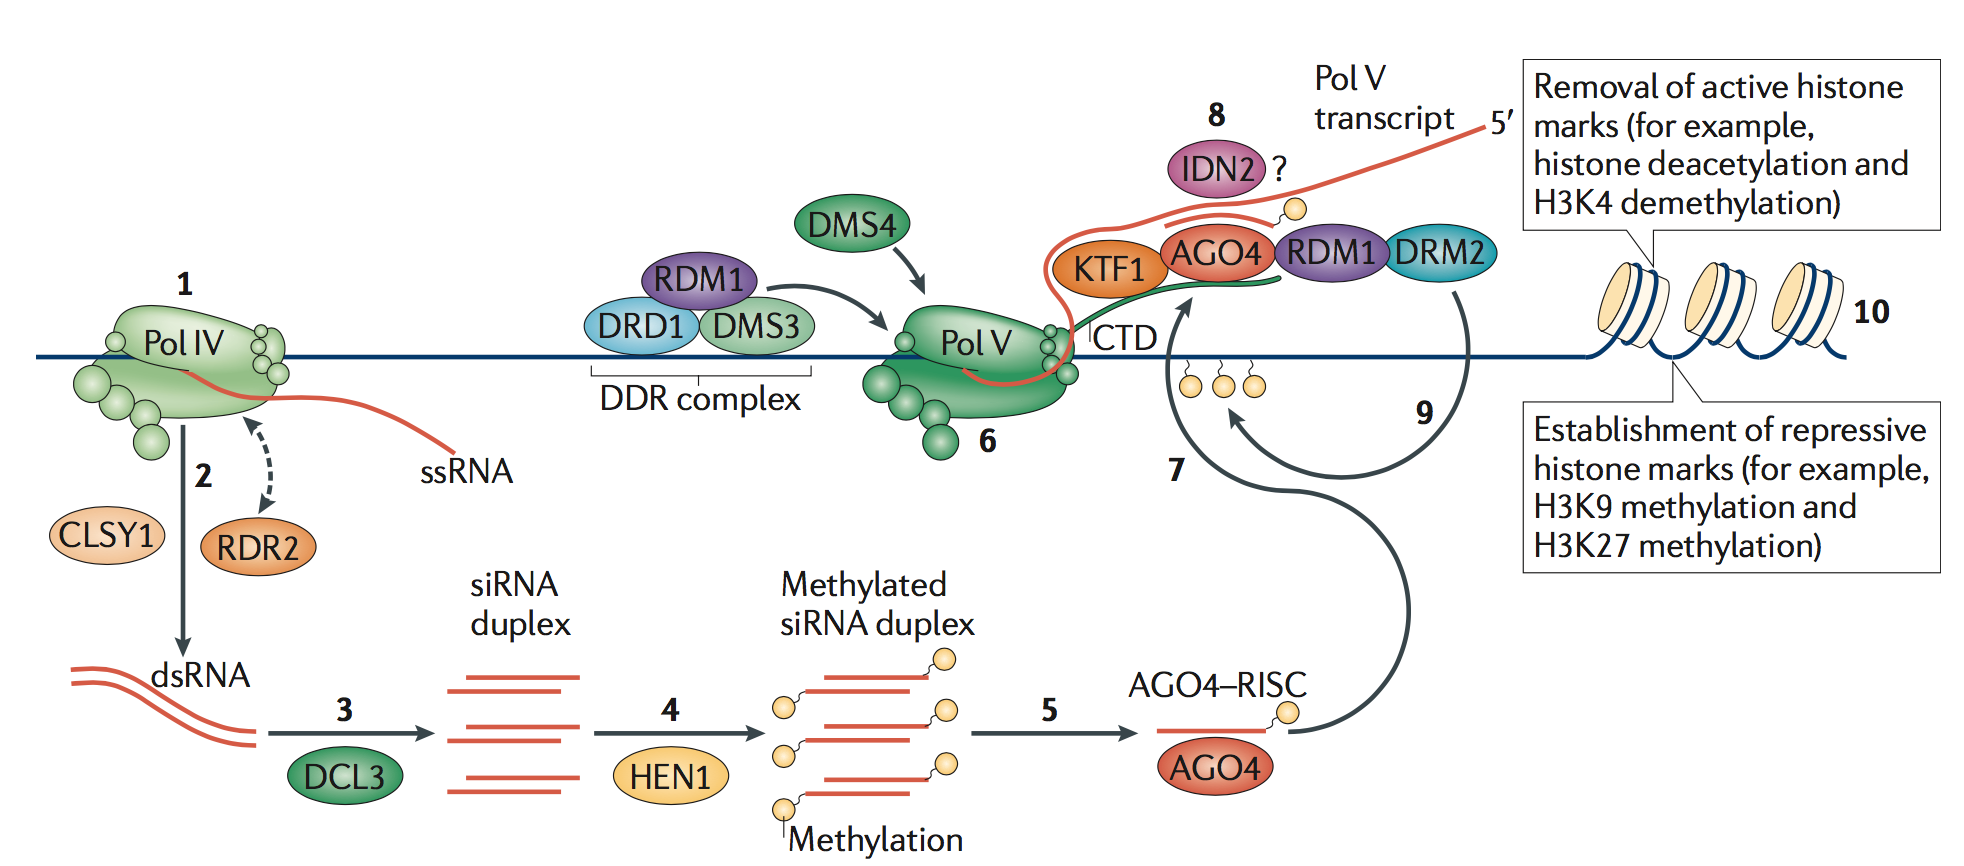 1
Pol IV
2
ssRNA
CLSY1
RDR2
dsRNA
3
DCL3
siRNA
duplex
4
HEN1
Methylated
siRNA duplex
Methylation
5
AGO4–RISC
AGO4
RDM1
DRD1
DMS3
DDR complex
DMS4
Pol V
6
CTD
KTF1
AGO4
RDM1
DRM2
8
IDN2 ?
Pol V
transcript
5′
7
9
Removal of active histone
marks (for example,
histone deacetylation and
H3K4 demethylation)
10
Establishment of repressive
histone marks (for example,
H3K9 methylation and
H3K27 methylation)